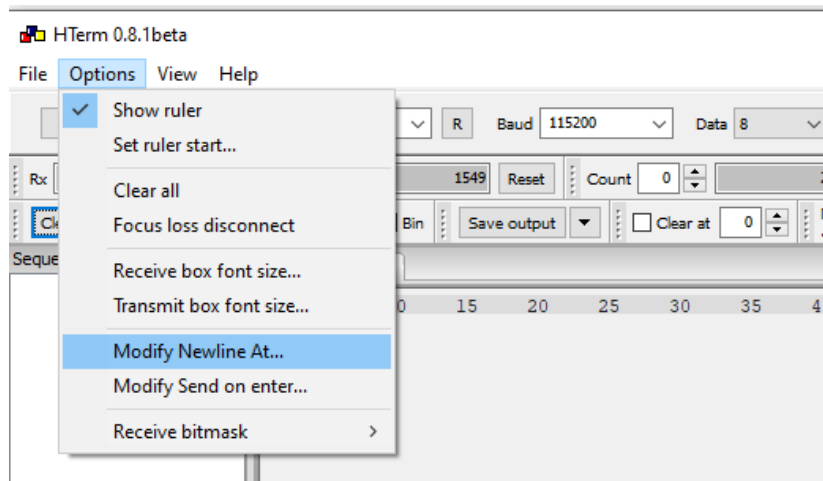 HTerm 0.8.1beta
File Options View Help
Show ruler
Set ruler start...
Clear all
Focus loss disconnect
Receive box font size...
Transmit box font size...
Modify Newline At...
Modify Send on enter...
Receive bitmask
R Baud 115200 Data 8
Rx 1549 Reset Count 0
Bin Save output Clear at 0
Seque
15 20 25 30 35 4